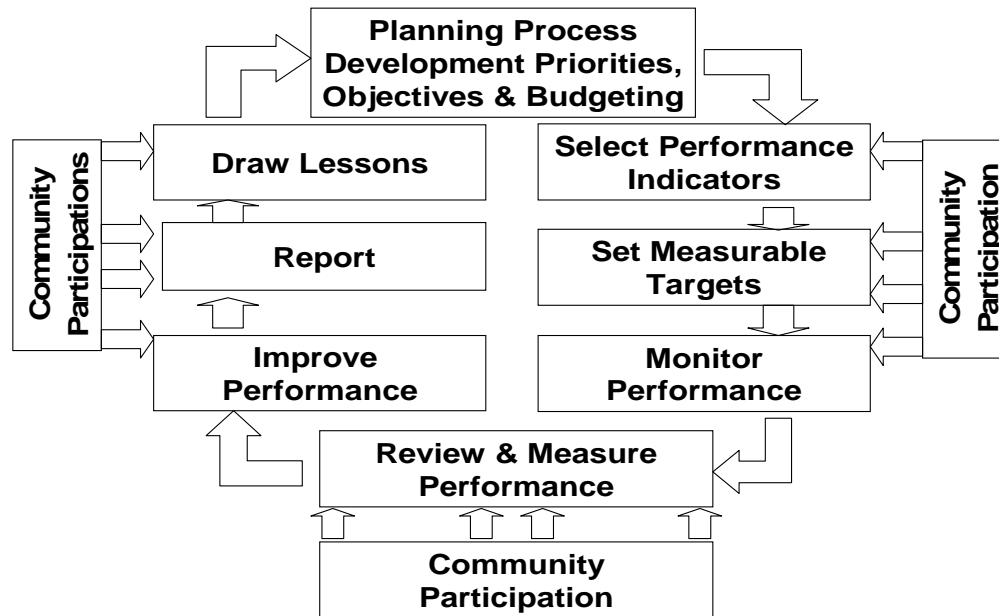 Planning Process
Development Priorities,
Objectives & Budgeting
Select Performance
Indicators
Set Measurable
Targets
Monitor
Performance
Review & Measure
Performance
Improve
Performance
Report
Draw Lessons
Community
Participations
Community
Participation
Community
Participation